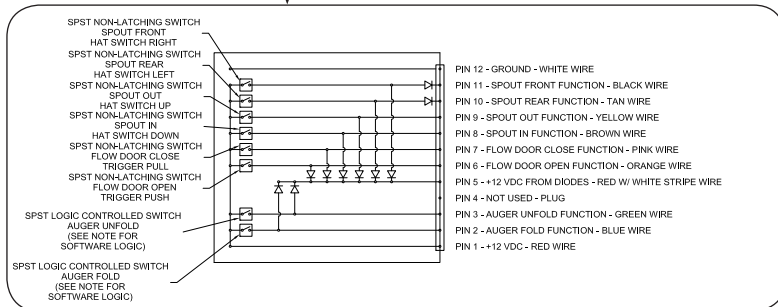 SPST NON-LATCHING SWITCH
SPOUT FRONT
HAT SWITCH RIGHT
SPST NON-LATCHING SWITCH
SPOUT REAR
HAT SWITCH LEFT
SPST NON-LATCHING SWITCH
SPOUT OUT
HAT SWITCH UP
SPST NON-LATCHING SWITCH
SPOUT IN
HAT SWITCH DOWN
SPST NON-LATCHING SWITCH
FLOW DOOR CLOSE
TRIGGER PULL
SPST NON-LATCHING SWITCH
FLOW DOOR OPEN
TRIGGER PUSH
SPST LOGIC CONTROLLED SWITCH
AUGER UNFOLD
(SEE NOTE FOR
SOFTWARE LOGIC)
SPST LOGIC CONTROLLED SWITCH
AUGER FOLD
(SEE NOTE FOR
SOFTWARE LOGIC)
PIN 12 - GROUND - WHITE WIRE
PIN 11 - SPOUT FRONT FUNCTION - BLACK WIRE
PIN 10 - SPOUT REAR FUNCTION - TAN WIRE
PIN 9 - SPOUT OUT FUNCTION - YELLOW WIRE
PIN 8 - SPOUT IN FUNCTION - BROWN WIRE
PIN 7 - FLOW DOOR CLOSE FUNCTION - PINK WIRE
PIN 6 - FLOW DOOR OPEN FUNCTION - ORANGE WIRE
PIN 5 - +12 VDC FROM DIODES - RED W/ WHITE STRIPE WIRE
PIN 4 - NOT USED - PLUG
PIN 3 - AUGER UNFOLD FUNCTION - GREEN WIRE
PIN 2 - AUGER FOLD FUNCTION - BLUE WIRE
PIN 1 - +12 VDC - RED WIRE